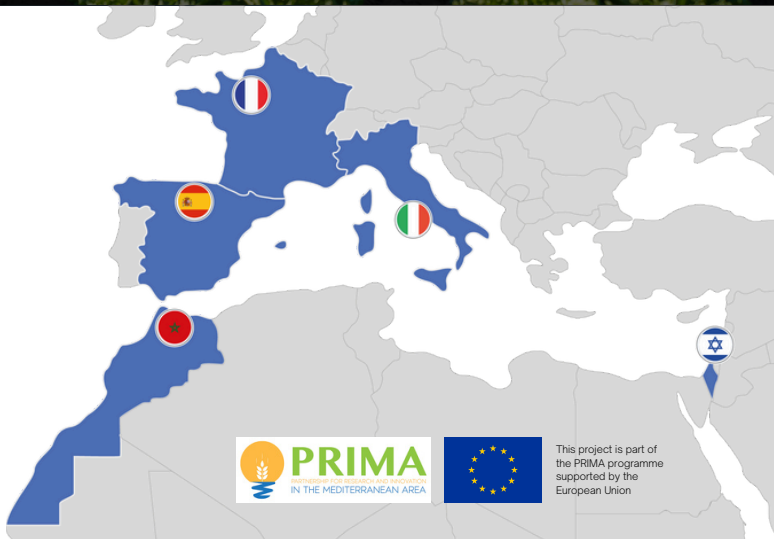 PRIMA
PARTNERSHIP FOR RESEARCH AND INNOVATION
IN THE MEDITERRANEAN AREA
This project is part of
the PRIMA programme
supported by the
European Union